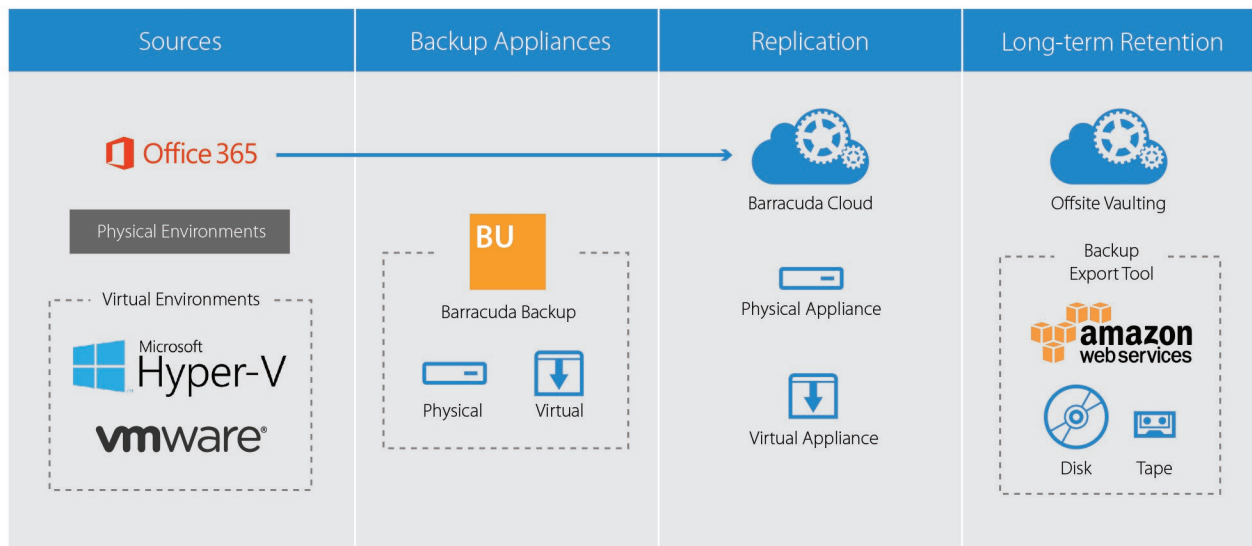 Sources
Backup Appliances
Replication
Long-term Retention
Office 365
Physical Environments
Virtual Environments
Microsoft
Hyper-V
vmware®
BU
Barracuda Backup
Physical
Virtual
Barracuda Cloud
Physical Appliance
Virtual Appliance
Offsite Vaulting
Backup
Export Tool
amazon
web services
Disk
Tape